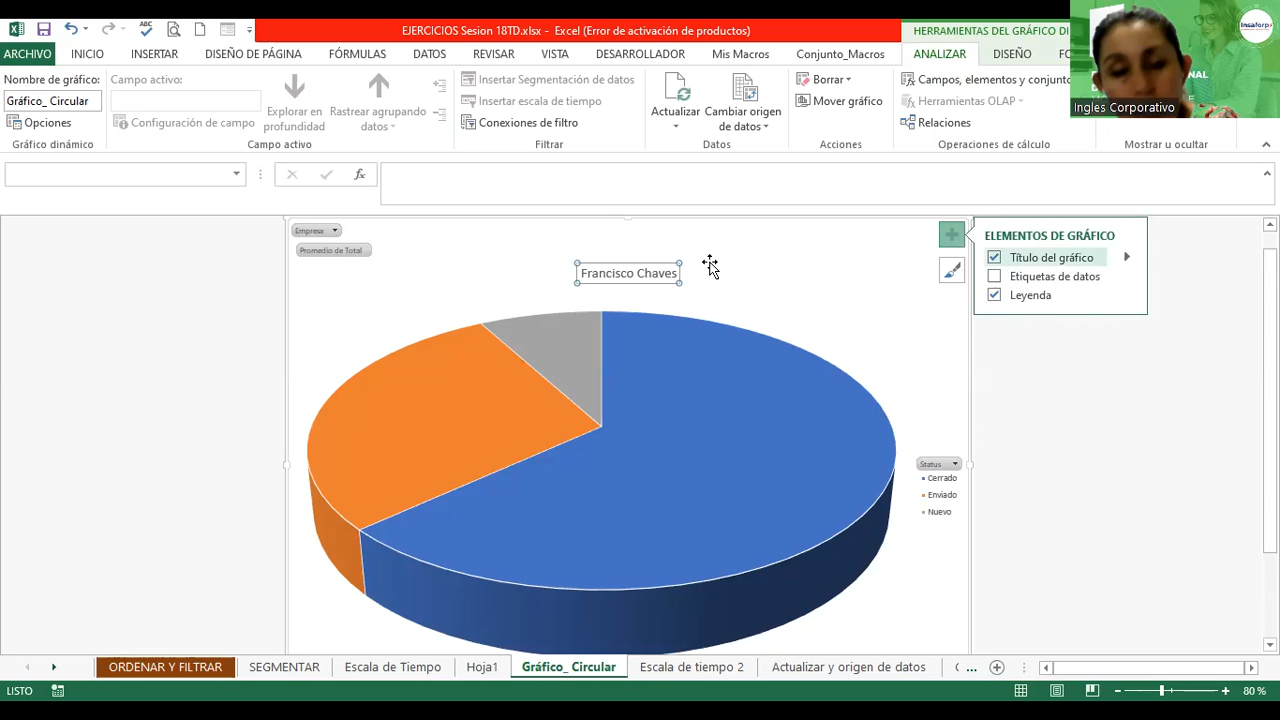 EJERCICIOS Sesion 18TD.xlsx - Excel (Error de activación de productos)
HERRAMIENTAS DEL GRÁFICO DI
ARCHIVO INICIO INSERTAR DISEÑO DE PÁGINA FÓRMULAS DATOS REVISAR VISTA DESARROLLADOR Mis Macros Conjunto_Macros ANALIZAR DISEÑO
Nombre de gráfico:
Gráfico_ Circular
Opciones
Gráfico dinámico
Campo activo:
Configuración de campo
Explorar en profundidad
Rastrear agrupando datos
Campo activo
Insertar Segmentación de datos
Insertar escala de tiempo
Conexiones de filtro
Filtrar
Actualizar
Cambiar origen de datos
Datos
Borrar
Mover gráfico
Acciones
Campos, elementos y conjunto
Herramientas OLAP
Relaciones
Operaciones de cálculo
Mostrar u ocultar
Insaforp
Ingles Corporativo
fx
Empresa
Promedio de Total
Francisco Chaves
ELEMENTOS DE GRÁFICO
Título del gráfico
Etiquetas de datos
Leyenda
Status
Cerrado
Enviado
Nuevo
ORDENAR Y FILTRAR SEGMENTAR Escala de Tiempo Hoja1 Gráfico_ Circular Escala de tiempo 2 Actualizar y origen de datos ...
LISTO
80 %